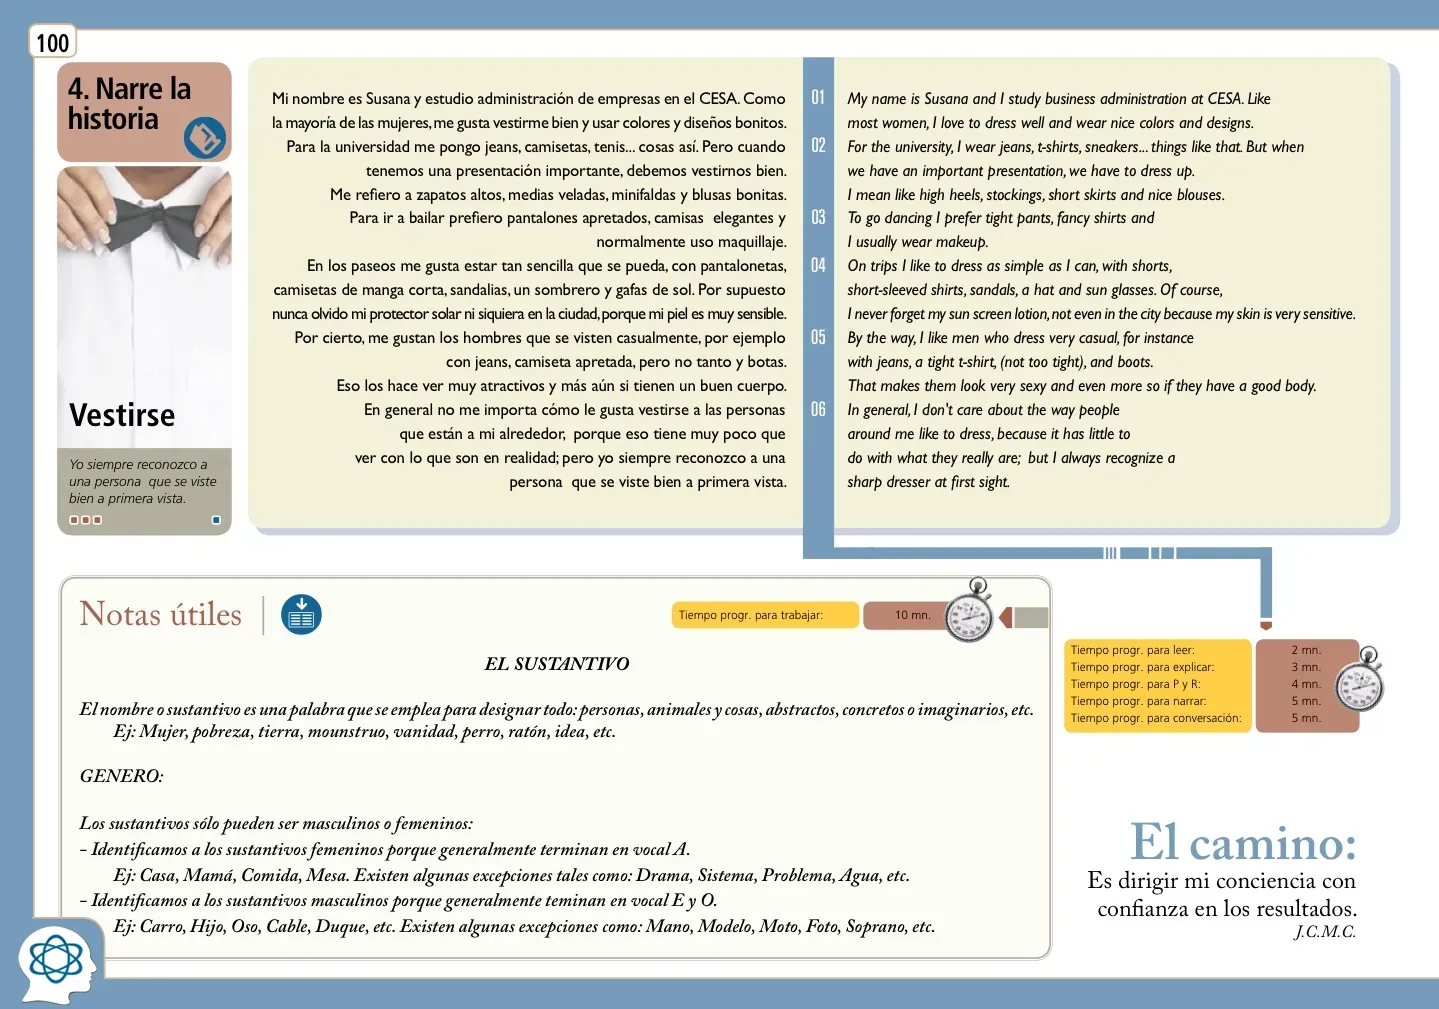 100
4. Narre la
historia
Vestirse
Yo siempre reconozco a
una persona que se viste
bien a primera vista.
Mi nombre es Susana y estudio administración de empresas en el CESA. Como
la mayoría de las mujeres, me gusta vestirme bien y usar colores y diseños bonitos.
Para la universidad me pongo jeans, camisetas, tenis... cosas así. Pero cuando
tenemos una presentación importante, debemos vestirnos bien.
Me refiero a zapatos altos, medias veladas, minifaldas y blusas bonitas.
Para ir a bailar prefiero pantalones apretados, camisas elegantes y
normalmente uso maquillaje.
En los paseos me gusta estar tan sencilla que se pueda, con pantalonetas,
camisetas de manga corta, sandalias, un sombrero y gafas de sol. Por supuesto
nunca olvido mi protector solar ni siquiera en la ciudad, porque mi piel es muy sensible.
Por cierto, me gustan los hombres que se visten casualmente, por ejemplo
con jeans, camiseta apretada, pero no tanto y botas.
Eso los hace ver muy atractivos y más aún si tienen un buen cuerpo.
En general no me importa cómo le gusta vestirse a las personas
que están a mi alrededor, porque eso tiene muy poco que
ver con lo que son en realidad; pero yo siempre reconozco a una
persona que se viste bien a primera vista.
01
02
03
04
05
06
My name is Susana and I study business administration at CESA. Like
most women, I love to dress well and wear nice colors and designs.
For the university, I wear jeans, t-shirts, sneakers... things like that. But when
we have an important presentation, we have to dress up.
I mean like high heels, stockings, short skirts and nice blouses.
To go dancing I prefer tight pants, fancy shirts and
I usually wear makeup.
On trips I like to dress as simple as I can, with shorts,
short-sleeved shirts, sandals, a hat and sun glasses. Of course,
I never forget my sun screen lotion, not even in the city because my skin is very sensitive.
By the way, I like men who dress very casual, for instance
with jeans, a tight t-shirt, (not too tight), and boots.
That makes them look very sexy and even more so if they have a good body.
In general, I don't care about the way people
around me like to dress, because it has little to
do with what they really are; but I always recognize a
sharp dresser at first sight.
Notas útiles
Tiempo progr. para trabajar: 10 mn.
EL SUSTANTIVO
El nombre o sustantivo es una palabra que se emplea para designar todo: personas, animales y cosas, abstractos, concretos o imaginarios, etc.
Ej: Mujer, pobreza, tierra, mounstruo, vanidad, perro, ratón, idea, etc.
GENERO:
Los sustantivos sólo pueden ser masculinos o femeninos:
- Identificamos a los sustantivos femeninos porque generalmente terminan en vocal A.
Ej: Casa, Mamá, Comida, Mesa. Existen algunas excepciones tales como: Drama, Sistema, Problema, Agua, etc.
- Identificamos a los sustantivos masculinos porque generalmente teminan en vocal E y O.
Ej: Carro, Hijo, Oso, Cable, Duque, etc. Existen algunas excepciones como: Mano, Modelo, Moto, Foto, Soprano, etc.
Tiempo progr. para leer: 2 mn.
Tiempo progr. para explicar: 3 mn.
Tiempo progr. para P y R: 4 mn.
Tiempo progr. para narrar: 5 mn.
Tiempo progr. para conversación: 5 mn.
El camino:
Es dirigir mi conciencia con
confianza en los resultados.
J.C.M.C.